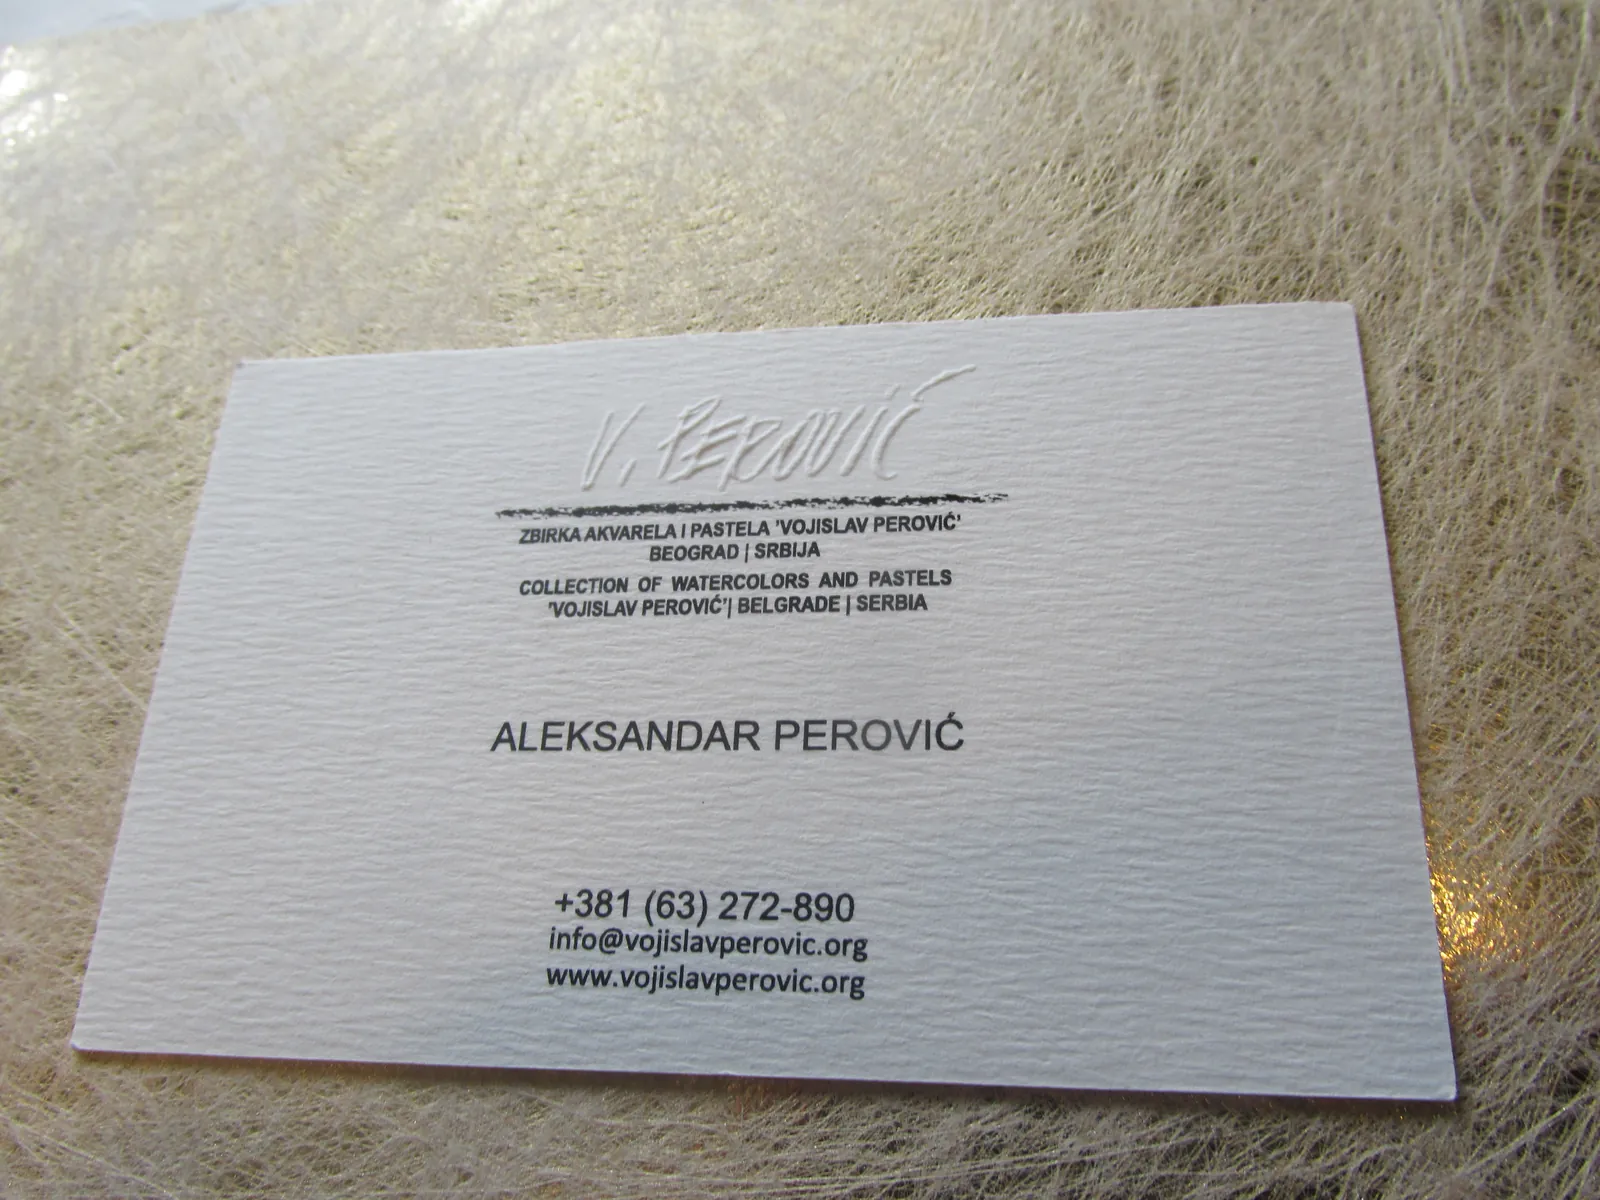 V. PEROVIĆ
ZBIRKA AKVARELA I PASTELA 'VOJISLAV PEROVIĆ'
BEOGRAD | SRBIJA
COLLECTION OF WATERCOLORS AND PASTELS
'VOJISLAV PEROVIĆ'| BELGRADE | SERBIA
ALEKSANDAR PEROVIĆ
+381 (63) 272-890
info@vojislavperovic.org
www.vojislavperovic.org